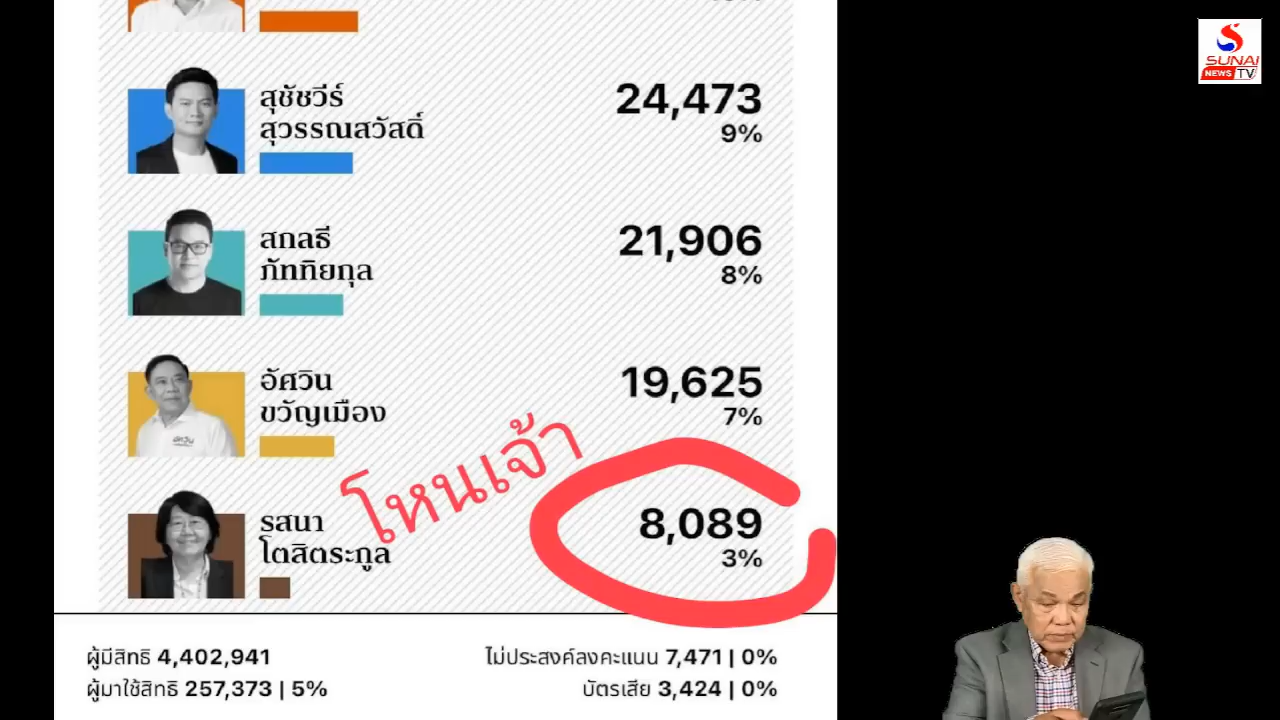 SUNAI
NEWS TV
สุชัชวีร์
สุวรรณสวัสดิ์
24,473
9%
สกลธี
ภัททิยกุล
21,906
8%
อัศวิน
ขวัญเมือง
19,625
7%
โหนเจ้า
รสนา
โตสิตระกูล
8,089
3%
ผู้มีสิทธิ 4,402,941
ไม่ประสงค์ลงคะแนน 7,471 | 0%
ผู้มาใช้สิทธิ 257,373 | 5%
บัตรเสีย 3,424 | 0%